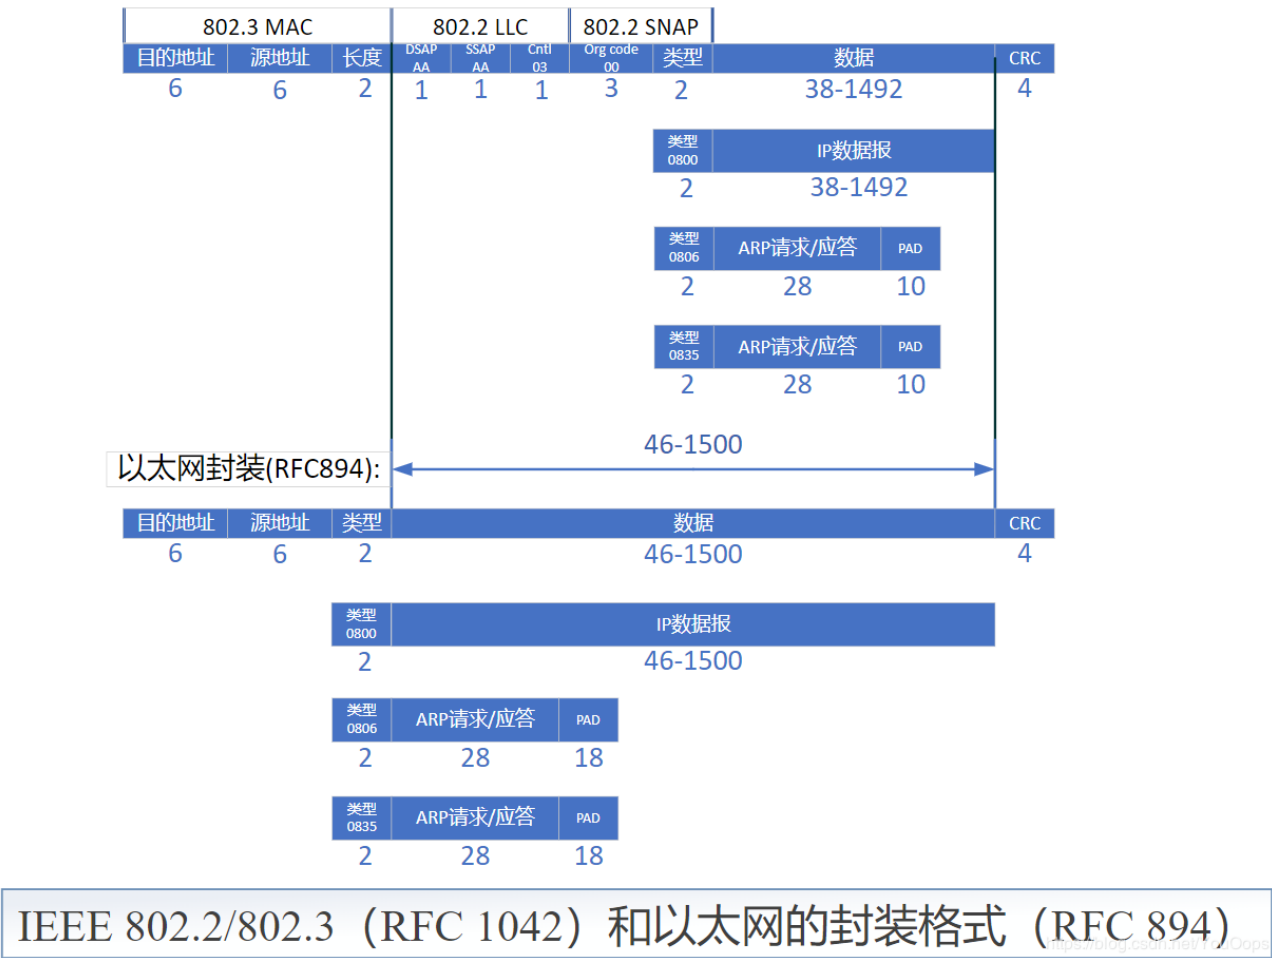 802.3 MAC 802.2 LLC 802.2 SNAP
目的地址 源地址 长度 DSAP AA SSAP AA Cntl 03 Org code 00 类型 数据 CRC
6 6 2 1 1 1 3 2 38-1492 4
类型 0800 IP数据报
2 38-1492
类型 0806 ARP请求/应答 PAD
2 28 10
类型 0835 ARP请求/应答 PAD
2 28 10
46-1500
以太网封装(RFC894):
目的地址 源地址 类型 数据 CRC
6 6 2 46-1500 4
类型 0800 IP数据报
2 46-1500
类型 0806 ARP请求/应答 PAD
2 28 18
类型 0835 ARP请求/应答 PAD
2 28 18
IEEE 802.2/802.3（RFC 1042）和以太网的封装格式（RFC 894）
https://blog.csdn.net/YouOops